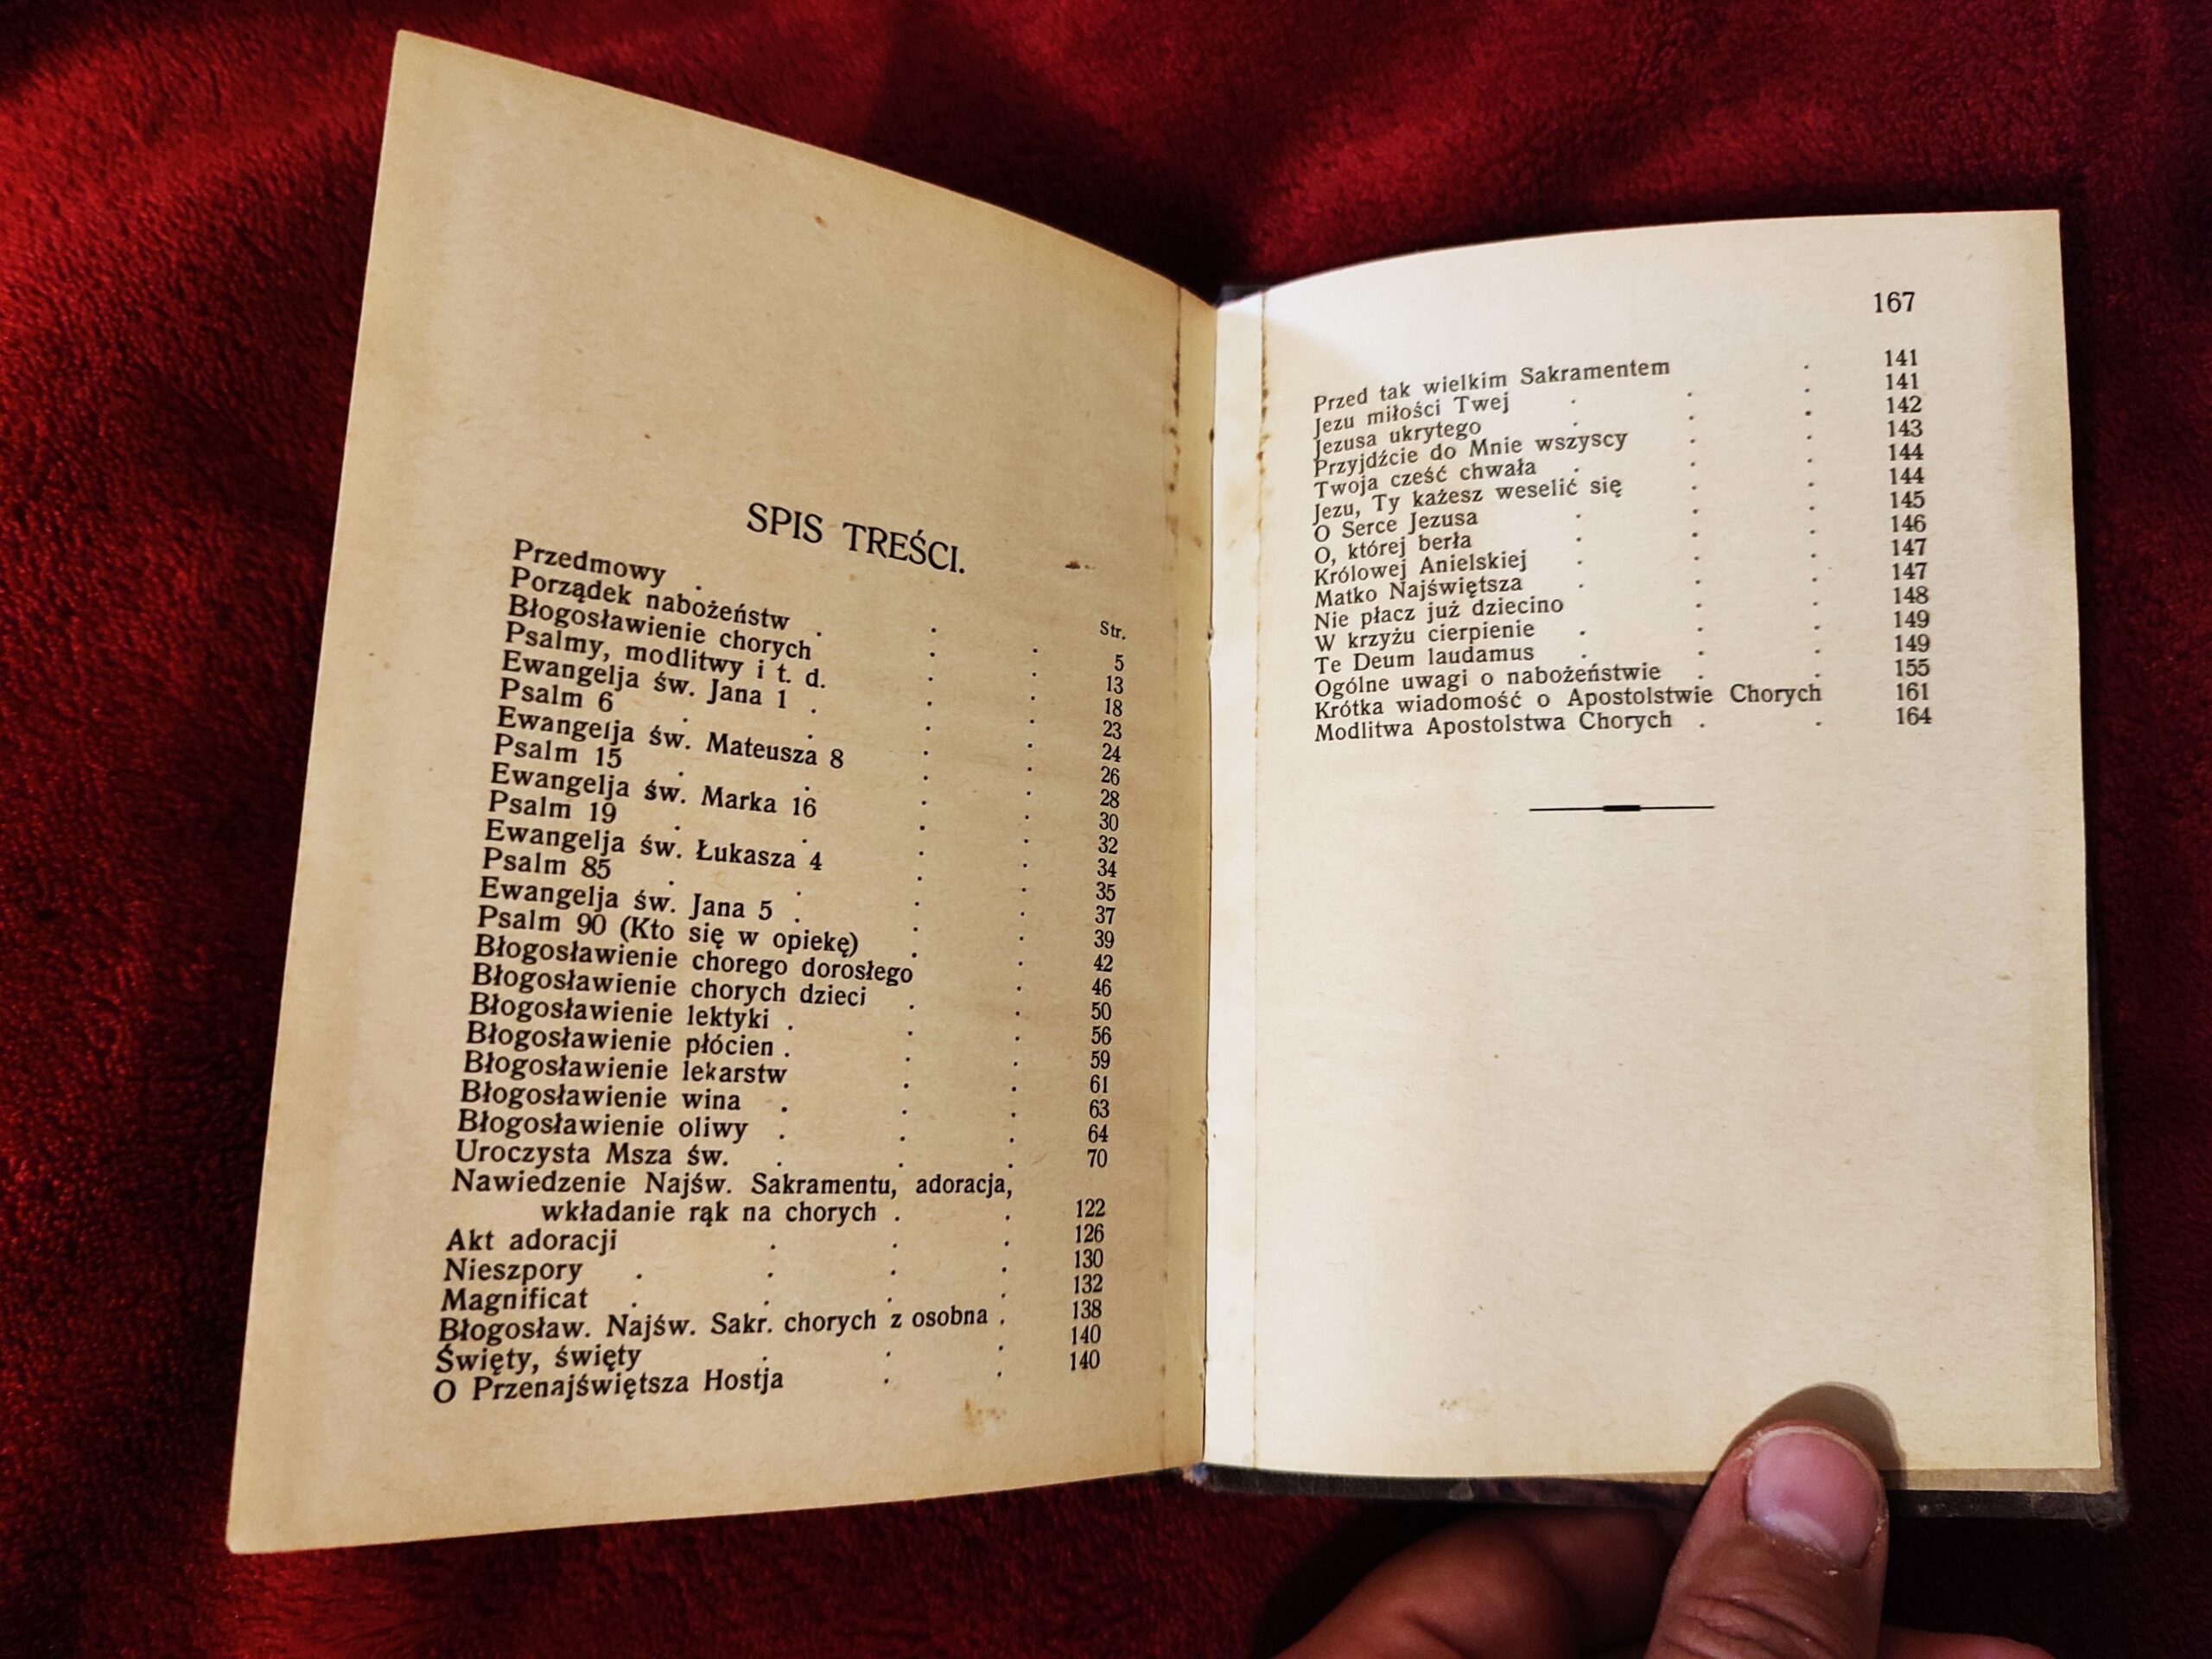 SPIS TREŚCI.
Str.
Przedmowy . . . 5
Porządek nabożeństw . . . 13
Błogosławienie chorych . . 18
Psalmy, modlitwy i t. d. . . 23
Ewangelja św. Jana 1 . . . 24
Psalm 6 . . . . 26
Ewangelja św. Mateusza 8 . . 28
Psalm 15 . . . . 30
Ewangelja św. Marka 16 . . 32
Psalm 19 . . . . 34
Ewangelja św. Łukasza 4 . . 35
Psalm 85 . . . . 37
Ewangelja św. Jana 5 . . . 39
Psalm 90 (Kto się w opiekę) . . 42
Błogosławienie chorego dorosłego . 46
Błogosławienie chorych dzieci . . 50
Błogosławienie lektyki . . . 56
Błogosławienie płócien . . . 59
Błogosławienie lekarstw . . 61
Błogosławienie wina . . . 63
Błogosławienie oliwy . . . 64
Uroczysta Msza św. . . . 70
Nawiedzenie Najśw. Sakramentu, adoracja,
wkładanie rąk na chorych . . 122
Akt adoracji . . . 126
Nieszpory . . . . 130
Magnificat . . . . 132
Błogosław. Najśw. Sakr. chorych z osobna . 138
Święty, święty . . . 140
O Przenajświętsza Hostja . . 140
167
Przed tak wielkim Sakramentem . 141
Jezu miłości Twej . . . 141
Jezusa ukrytego . . . 142
Przyjdźcie do Mnie wszyscy . . 143
Twoja cześć chwała . . . 144
Jezu, Ty każesz weselić się . . 144
O Serce Jezusa . . . 145
O, której berła . . . 146
Królowej Anielskiej . . . 147
Matko Najświętsza . . . 147
Nie płacz już dziecino . . 148
W krzyżu cierpienie . . . 149
Te Deum laudamus . . . 149
Ogólne uwagi o nabożeństwie . . 155
Krótka wiadomość o Apostolstwie Chorych 161
Modlitwa Apostolstwa Chorych . . 164